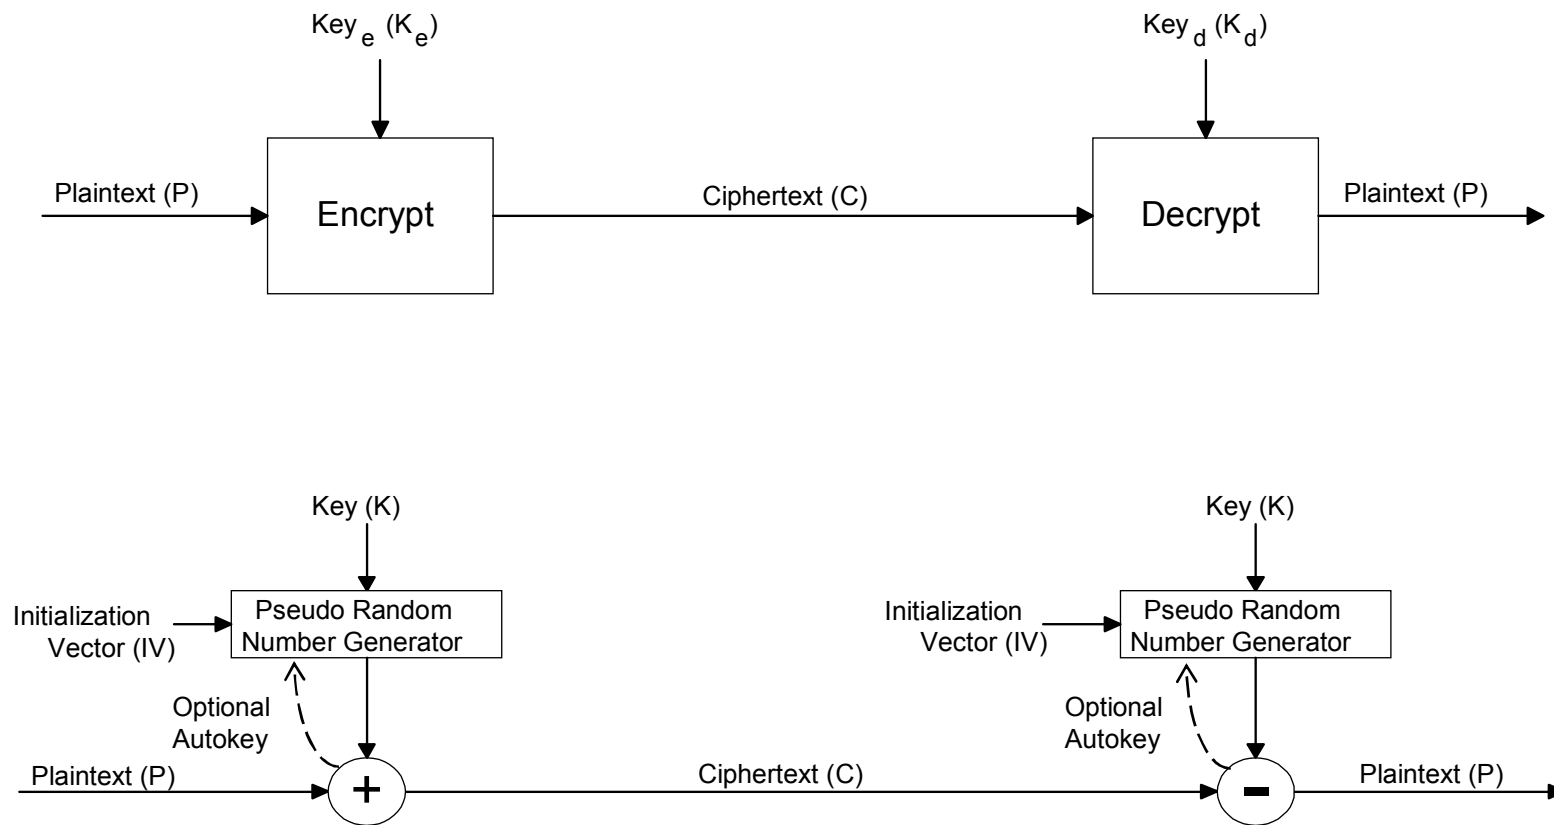 Key e (K e)
Key d (K d)
Plaintext (P)
Encrypt
Ciphertext (C)
Decrypt
Plaintext (P)
Key (K)
Key (K)
Initialization
Vector (IV)
Pseudo Random
Number Generator
Initialization
Vector (IV)
Pseudo Random
Number Generator
Optional
Autokey
Optional
Autokey
Plaintext (P)
+
Ciphertext (C)
-
Plaintext (P)